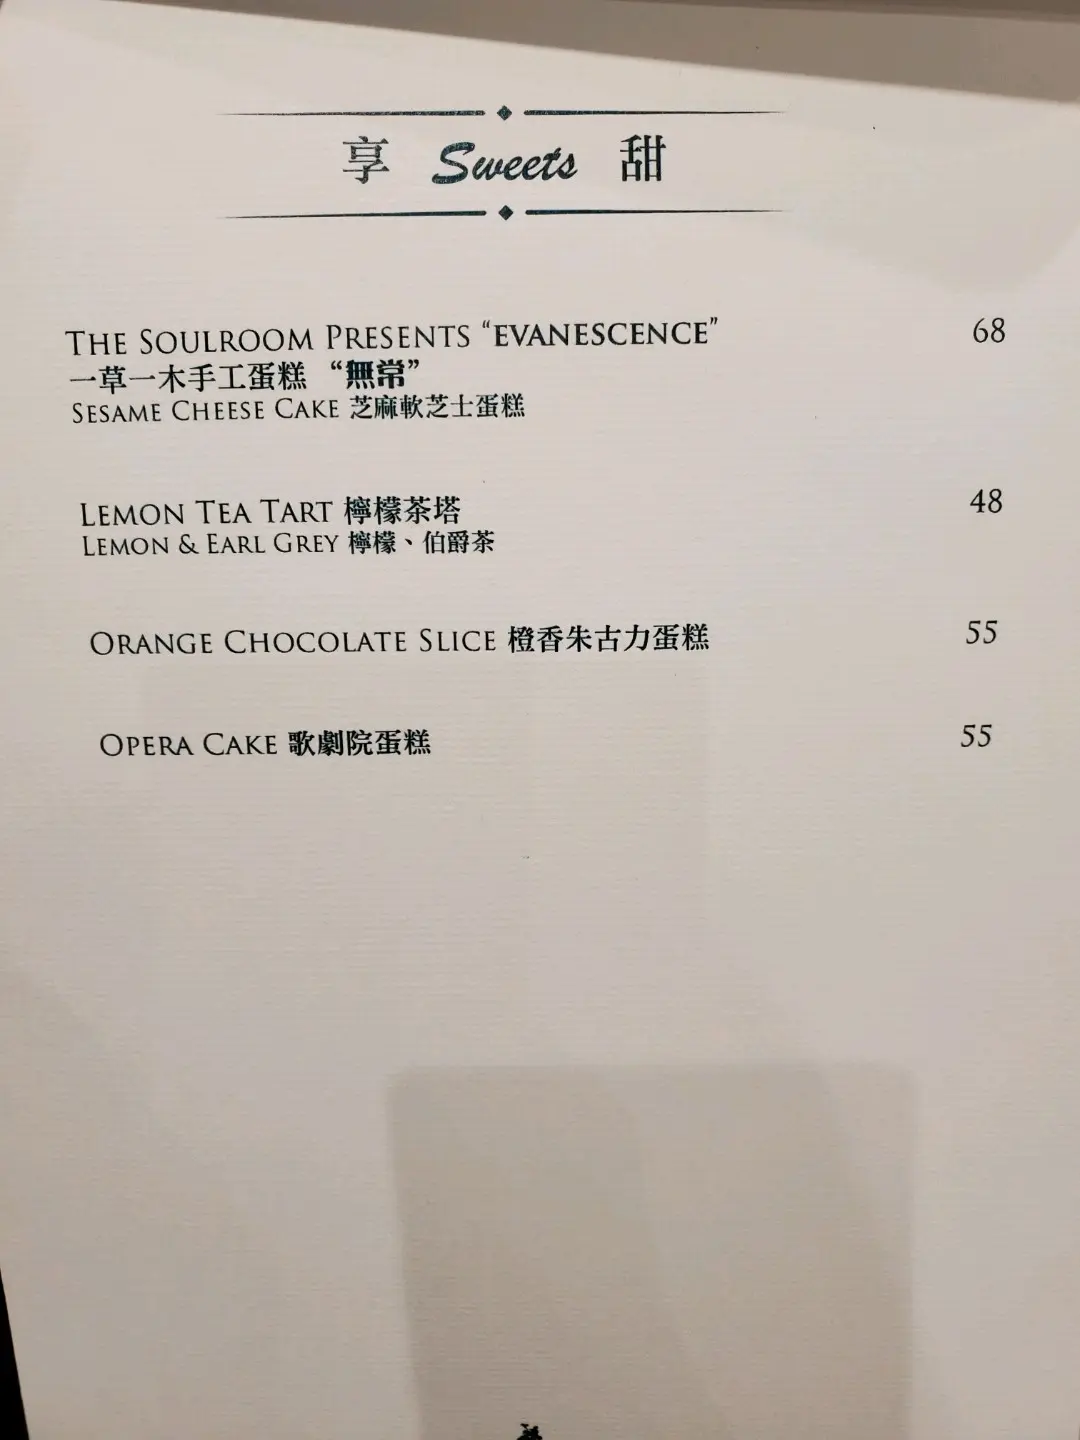 享 Sweets 甜
THE SOULROOM PRESENTS “EVANESCENCE” 68
一草一木手工蛋糕 “無常”
SESAME CHEESE CAKE 芝麻軟芝士蛋糕
LEMON TEA TART 檸檬茶塔 48
LEMON & EARL GREY 檸檬、伯爵茶
ORANGE CHOCOLATE SLICE 橙香朱古力蛋糕 55
OPERA CAKE 歌劇院蛋糕 55